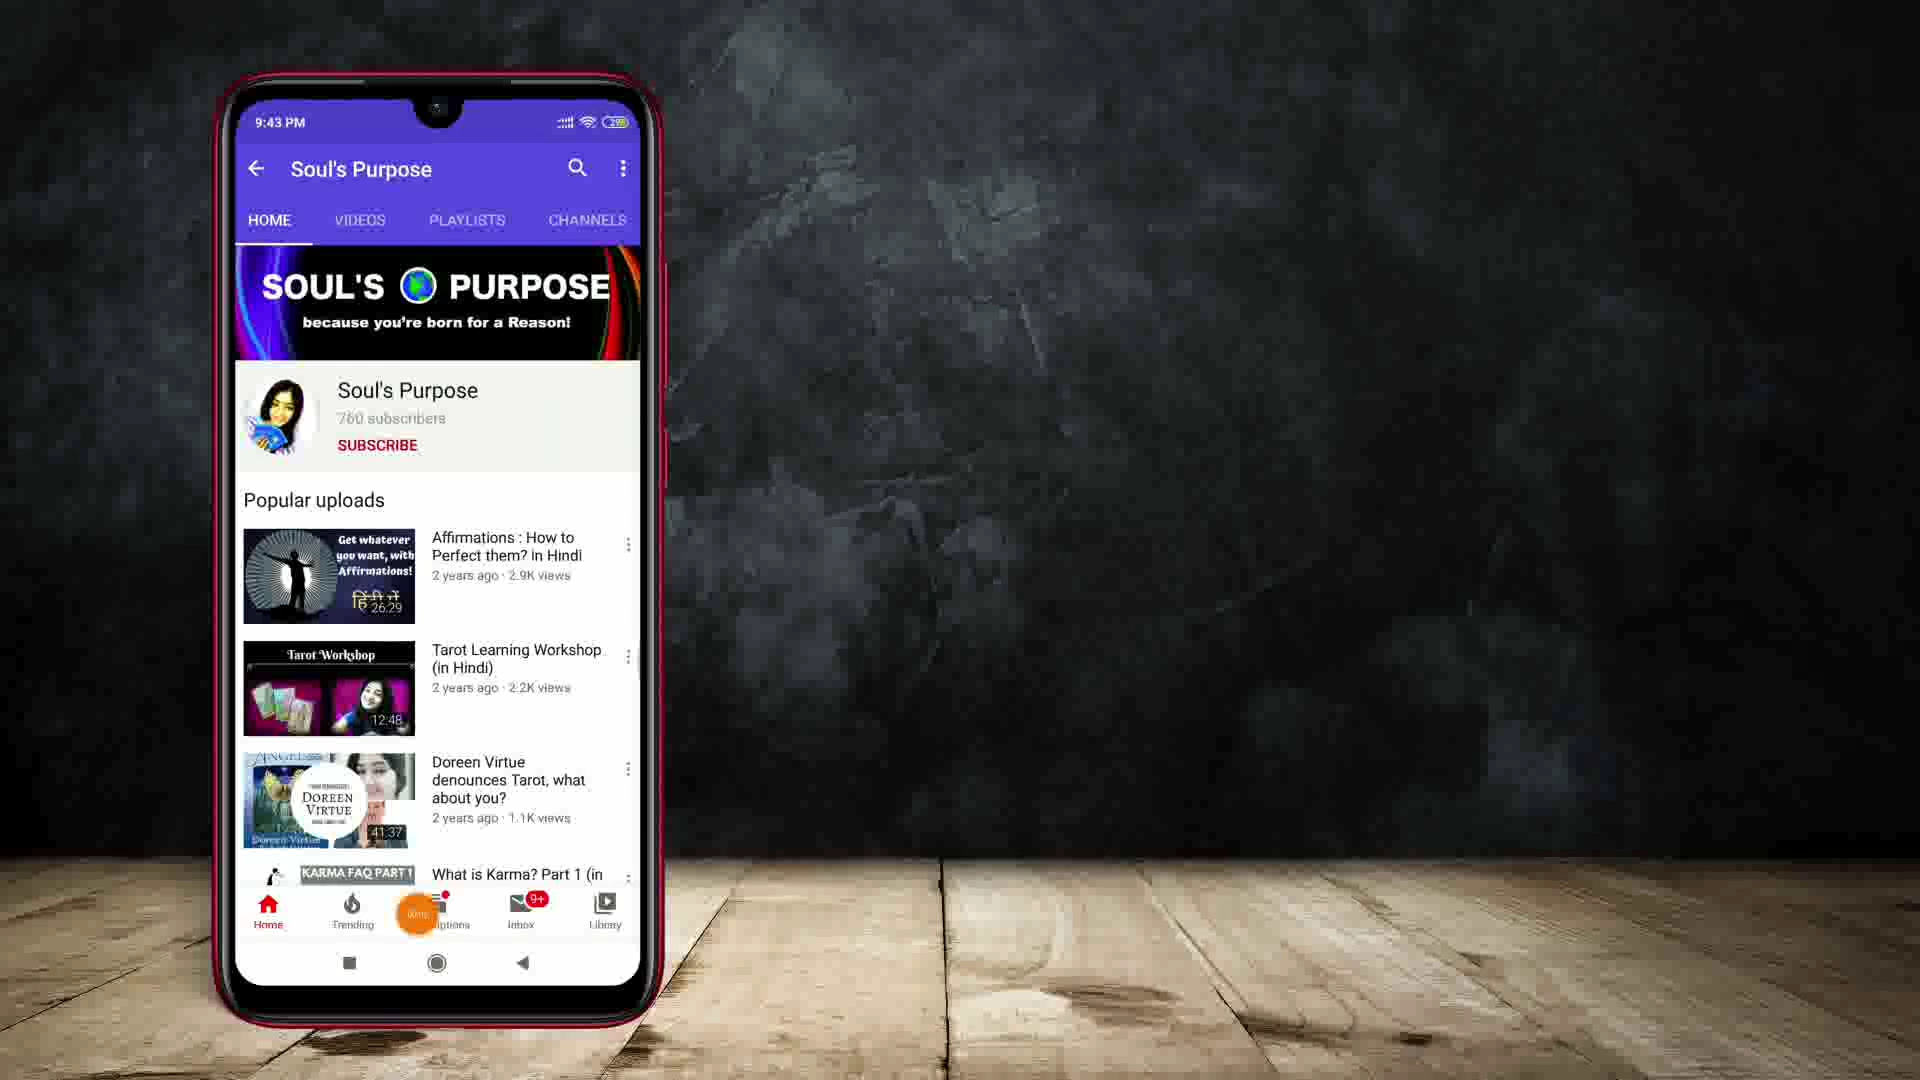 9:43 PM
Soul's Purpose
HOME VIDEOS PLAYLISTS CHANNELS
SOUL'S PURPOSE
because you're born for a Reason!
Soul's Purpose
760 subscribers
SUBSCRIBE
Popular uploads
Get whatever
you want, with
Affirmations!
हिंदी में
26:29
Affirmations : How to
Perfect them? in Hindi
2 years ago · 2.9K views
Tarot Workshop
12:48
Tarot Learning Workshop
(in Hindi)
2 years ago · 2.2K views
DOREEN
VIRTUE
41:37
Doreen Virtue
denounces Tarot, what
about you?
2 years ago · 1.1K views
KARMA FAQ PART 1
What is Karma? Part 1 (in
9+
Home Trending Inbox Library